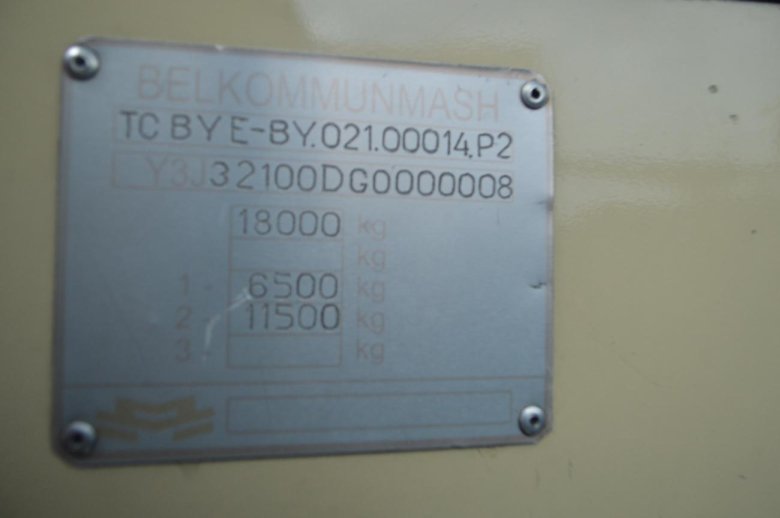 BELKOMMUNMASH
TC BY E-BY.021.00014.P2
Y3J32100DG0000008
18000 kg
kg
1 - 6500 kg
2 - 11500 kg
3 - kg